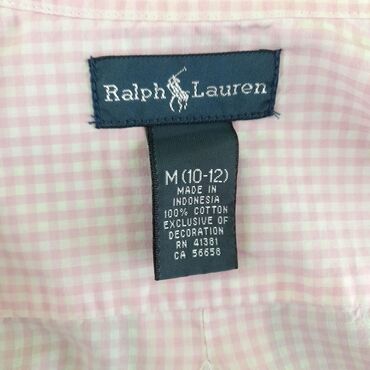 Ralph Lauren
M (10-12)
MADE IN
INDONESIA
100% COTTON
EXCLUSIVE OF
DECORATION
RN 41381
CA 56658